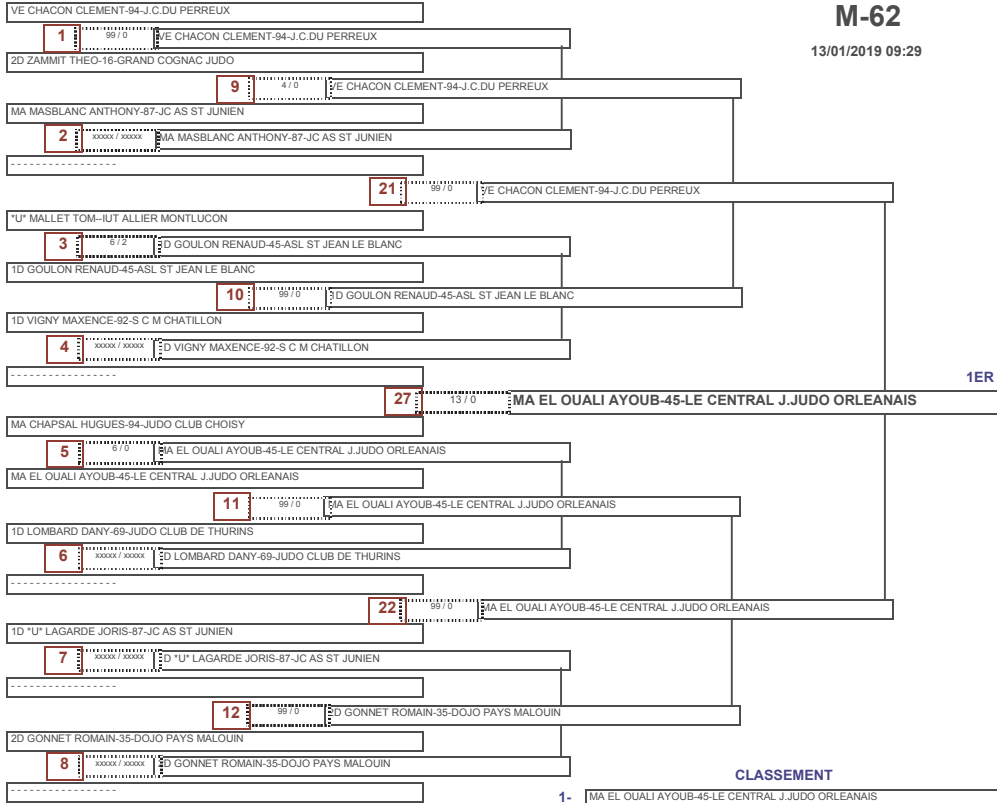 VE CHACON CLEMENT-94-J.C.DU PERREUX
M-62
1 99 / 0 VE CHACON CLEMENT-94-J.C.DU PERREUX
13/01/2019 09:29
2D ZAMMIT THEO-16-GRAND COGNAC JUDO
9 4 / 0 VE CHACON CLEMENT-94-J.C.DU PERREUX
MA MASBLANC ANTHONY-87-JC AS ST JUNIEN
2 xxxxx / xxxxx MA MASBLANC ANTHONY-87-JC AS ST JUNIEN
- - - - - - - - - - - - - - - - -
21 99 / 0 VE CHACON CLEMENT-94-J.C.DU PERREUX
*U* MALLET TOM--IUT ALLIER MONTLUCON
3 6 / 2 1D GOULON RENAUD-45-ASL ST JEAN LE BLANC
1D GOULON RENAUD-45-ASL ST JEAN LE BLANC
10 99 / 0 1D GOULON RENAUD-45-ASL ST JEAN LE BLANC
1D VIGNY MAXENCE-92-S C M CHATILLON
4 xxxxx / xxxxx 1D VIGNY MAXENCE-92-S C M CHATILLON
- - - - - - - - - - - - - - - - -
1ER
27 13 / 0 MA EL OUALI AYOUB-45-LE CENTRAL J.JUDO ORLEANAIS
MA CHAPSAL HUGUES-94-JUDO CLUB CHOISY
5 6 / 0 MA EL OUALI AYOUB-45-LE CENTRAL J.JUDO ORLEANAIS
MA EL OUALI AYOUB-45-LE CENTRAL J.JUDO ORLEANAIS
11 99 / 0 MA EL OUALI AYOUB-45-LE CENTRAL J.JUDO ORLEANAIS
1D LOMBARD DANY-69-JUDO CLUB DE THURINS
6 xxxxx / xxxxx 1D LOMBARD DANY-69-JUDO CLUB DE THURINS
- - - - - - - - - - - - - - - - -
22 99 / 0 MA EL OUALI AYOUB-45-LE CENTRAL J.JUDO ORLEANAIS
1D *U* LAGARDE JORIS-87-JC AS ST JUNIEN
7 xxxxx / xxxxx 1D *U* LAGARDE JORIS-87-JC AS ST JUNIEN
- - - - - - - - - - - - - - - - -
12 99 / 0 2D GONNET ROMAIN-35-DOJO PAYS MALOUIN
2D GONNET ROMAIN-35-DOJO PAYS MALOUIN
8 xxxxx / xxxxx 2D GONNET ROMAIN-35-DOJO PAYS MALOUIN
CLASSEMENT
- - - - - - - - - - - - - - - - -
1- MA EL OUALI AYOUB-45-LE CENTRAL J.JUDO ORLEANAIS